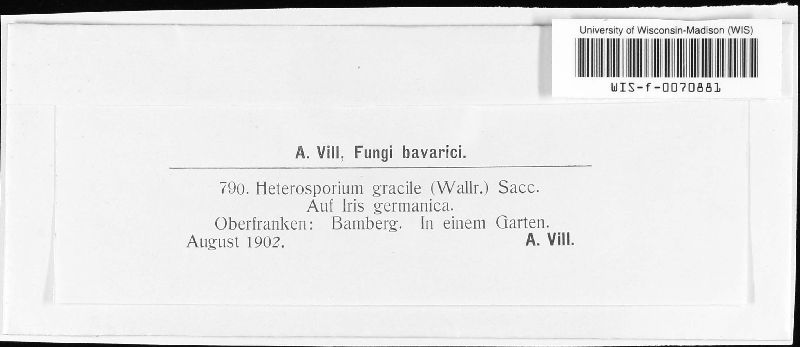 University of Wisconsin-Madison (WIS)
WIS-f-0070881
A. Vill, Fungi bavarici.
790. Heterosporium gracile (Wallr.) Sacc.
Auf Iris germanica.
Oberfranken: Bamberg. In einem Garten.
August 1902. A. Vill.